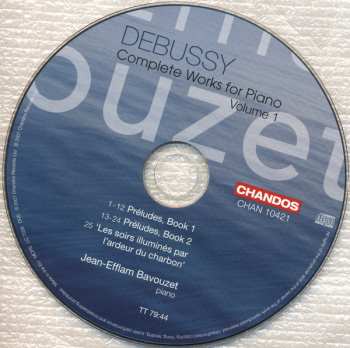 DEBUSSY
Complete Works for Piano
Volume 1
uzet
CHANDOS
CHAN 10421
1-12 Préludes, Book 1
13-24 Préludes, Book 2
25 'Les soirs illuminés par
l'ardeur du charbon'
Jean-Efflam Bavouzet
piano
TT 79:44